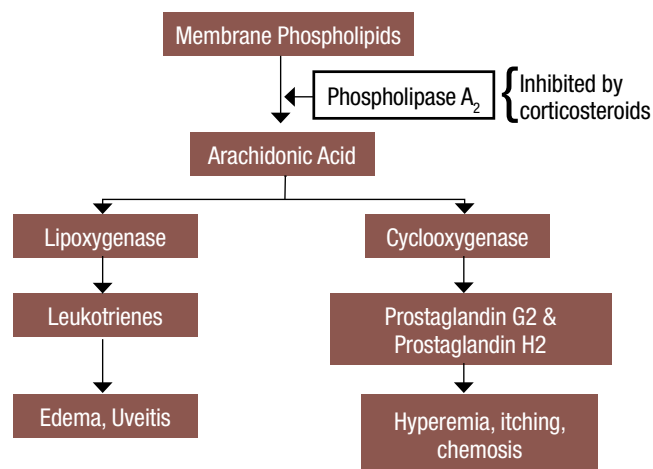 Membrane Phospholipids
Phospholipase A₂
Inhibited by
corticosteroids
Arachidonic Acid
Lipoxygenase
Cyclooxygenase
Leukotrienes
Prostaglandin G2 &
Prostaglandin H2
Edema, Uveitis
Hyperemia, itching,
chemosis